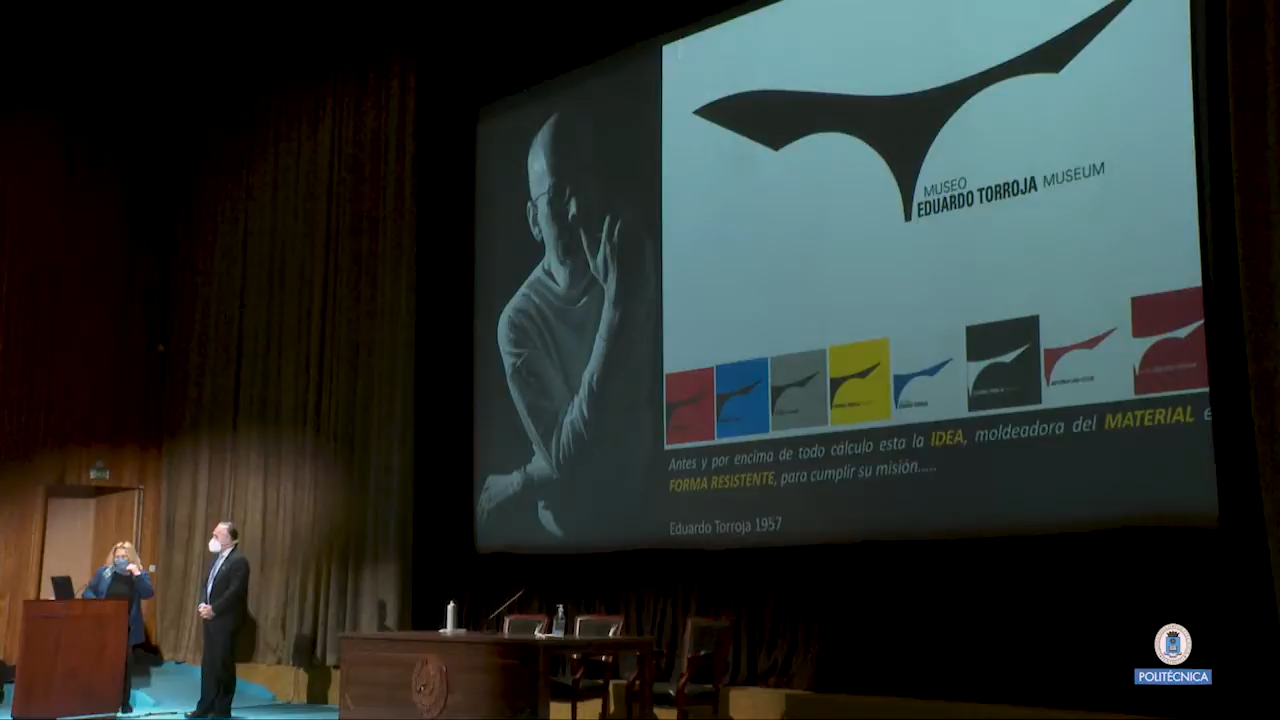 MUSEO
EDUARDO TORROJA MUSEUM
Antes y por encima de todo cálculo esta la IDEA, moldeadora del MATERIAL e
FORMA RESISTENTE, para cumplir su misión.....
Eduardo Torroja 1957
POLITÉCNICA